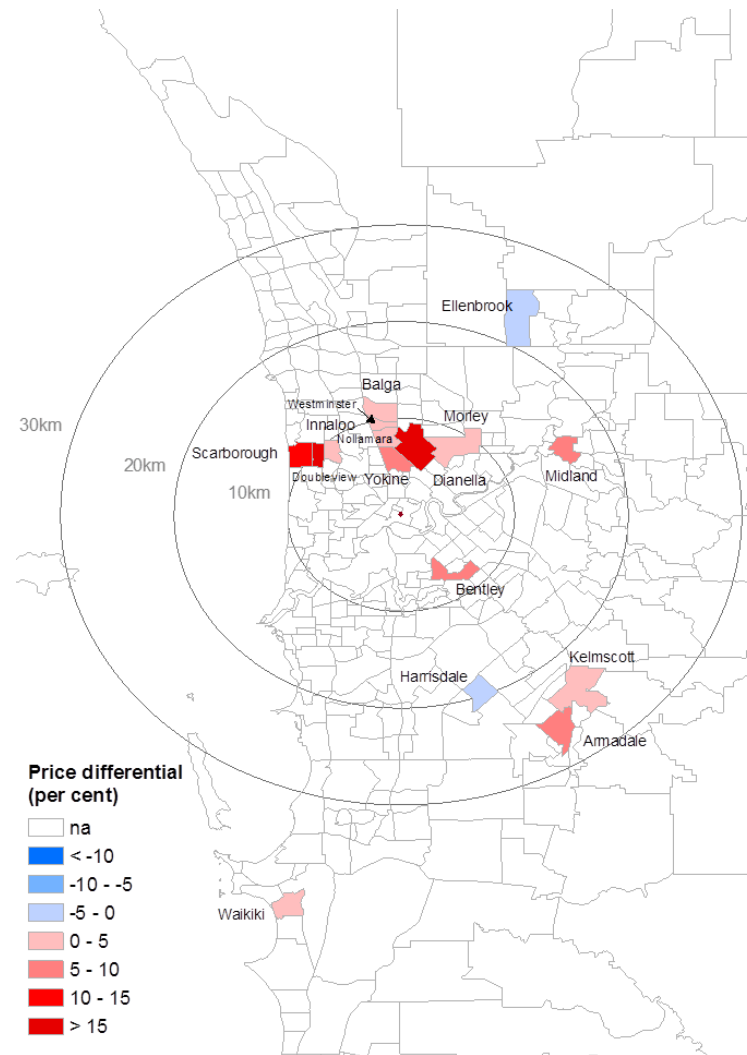 Ellenbrook
Balga
Westminster
Morley
30km
Innaloo
Nollamara
Scarborough
20km
Doubleview
Yokine
Dianella
Midland
10km
Bentley
Kelmscott
Harrisdale
Armadale
Price differential
(per cent)
na
< -10
-10 - -5
-5 - 0
0 - 5
5 - 10
10 - 15
> 15
Waikiki